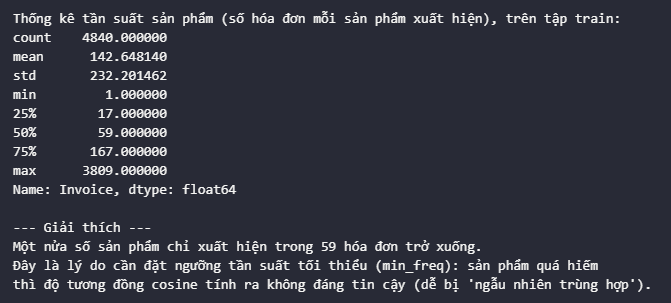 Thống kê tần suất sản phẩm (số hóa đơn mỗi sản phẩm xuất hiện), trên tập train:
count    4840.000000
mean      142.648140
std       232.201462
min         1.000000
25%        17.000000
50%        59.000000
75%       167.000000
max      3809.000000
Name: Invoice, dtype: float64

--- Giải thích ---
Một nửa số sản phẩm chỉ xuất hiện trong 59 hóa đơn trở xuống.
Đây là lý do cần đặt ngưỡng tần suất tối thiểu (min_freq): sản phẩm quá hiếm
thì độ tương đồng cosine tính ra không đáng tin cậy (dễ bị 'ngẫu nhiên trùng hợp').